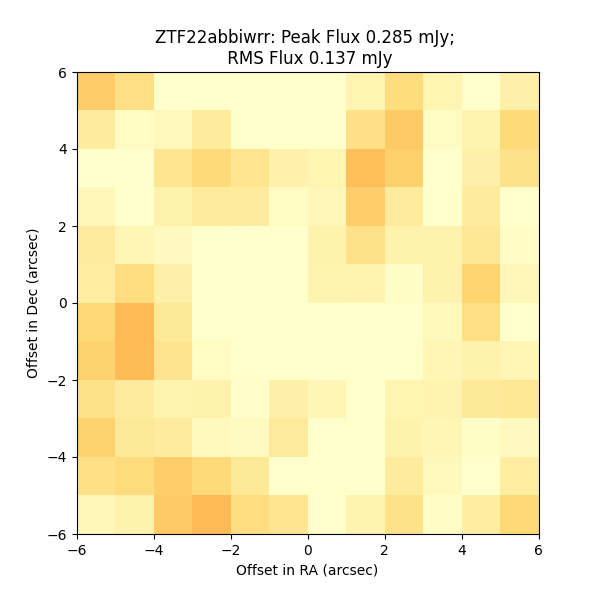 ZTF22abbiwrr: Peak Flux 0.285 mJy;
RMS Flux 0.137 mJy
6
4
2
0
−2
−4
−6
Offset in Dec (arcsec)
−6 −4 −2 0 2 4 6
Offset in RA (arcsec)